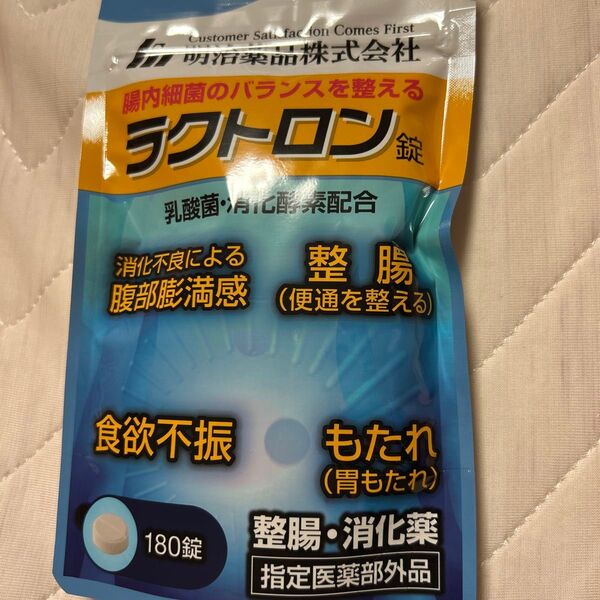 Customer Satisfaction Comes First
明治薬品株式会社
腸内細菌のバランスを整える
ラクトロン錠
乳酸菌・消化酵素配合
消化不良による
腹部膨満感
整腸
(便通を整える)
食欲不振
もたれ
(胃もたれ)
180錠
整腸・消化薬
指定医薬部外品